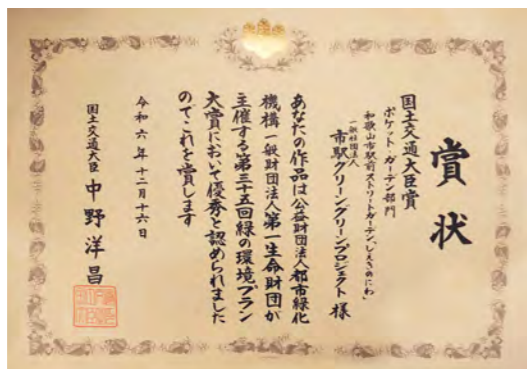 賞状
国土交通大臣賞
ポケット・ガーデン部門
和歌山市駅前ストリートガーデン「しえきのにわ」
一般社団法人
市駅グリーングリーンプロジェクト 様
あなたの作品は公益財団法人都市緑化
機構 一般財団法人第一生命財団が
主催する第三十五回緑の環境プラン
大賞において優秀と認められました
のでこれを賞します
令和六年十二月十六日
国土交通大臣 中野洋昌